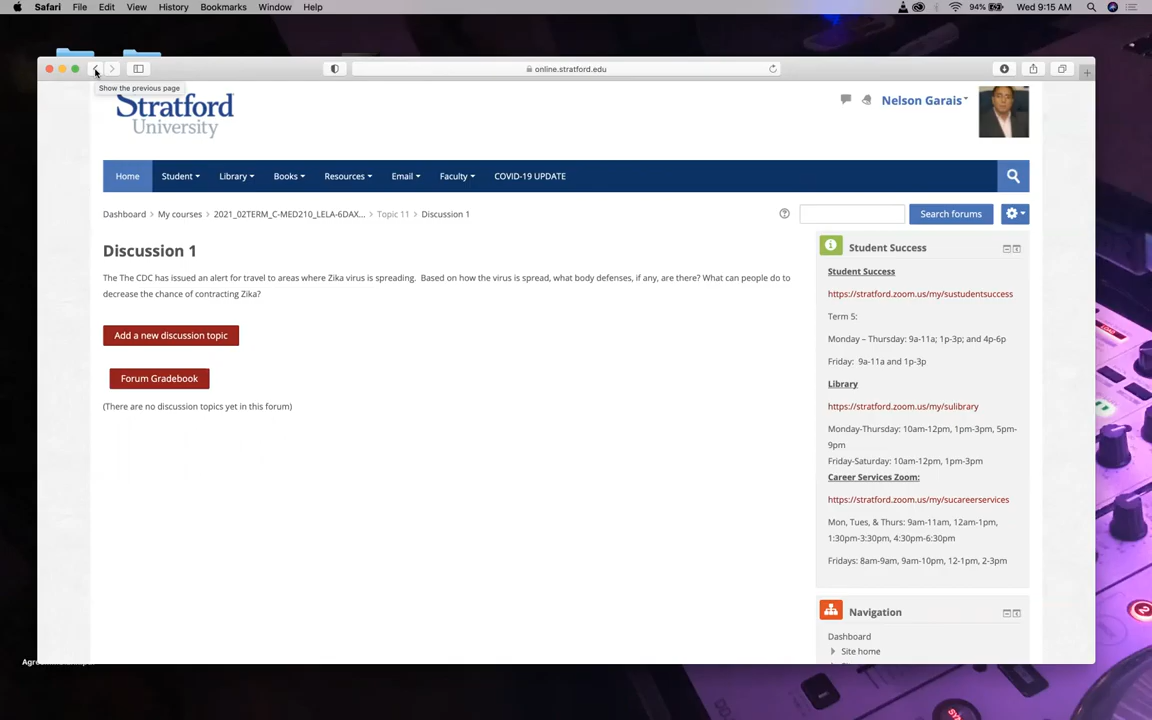 Safari File Edit View History Bookmarks Window Help 94% Wed 9:15 AM
online.stratford.edu
Show the previous page
Stratford
University
Nelson Garais
Home Student Library Books Resources Email Faculty COVID-19 UPDATE
Dashboard > My courses > 2021_02TERM_C-MED210_LELA-6DAX... > Topic 11 > Discussion 1
Search forums
Discussion 1
The The CDC has issued an alert for travel to areas where Zika virus is spreading. Based on how the virus is spread, what body defenses, if any, are there? What can people do to
decrease the chance of contracting Zika?
Add a new discussion topic
Forum Gradebook
(There are no discussion topics yet in this forum)
Student Success
Student Success
https://stratford.zoom.us/my/sustudentsuccess
Term 5:
Monday – Thursday: 9a-11a; 1p-3p; and 4p-6p
Friday: 9a-11a and 1p-3p
Library
https://stratford.zoom.us/my/sulibrary
Monday-Thursday: 10am-12pm, 1pm-3pm, 5pm-
9pm
Friday-Saturday: 10am-12pm, 1pm-3pm
Career Services Zoom:
https://stratford.zoom.us/my/sucareerservices
Mon, Tues, & Thurs: 9am-11am, 12am-1pm,
1:30pm-3:30pm, 4:30pm-6:30pm
Fridays: 8am-9am, 9am-10pm, 12-1pm, 2-3pm
Navigation
Dashboard
Site home
LOAD
2